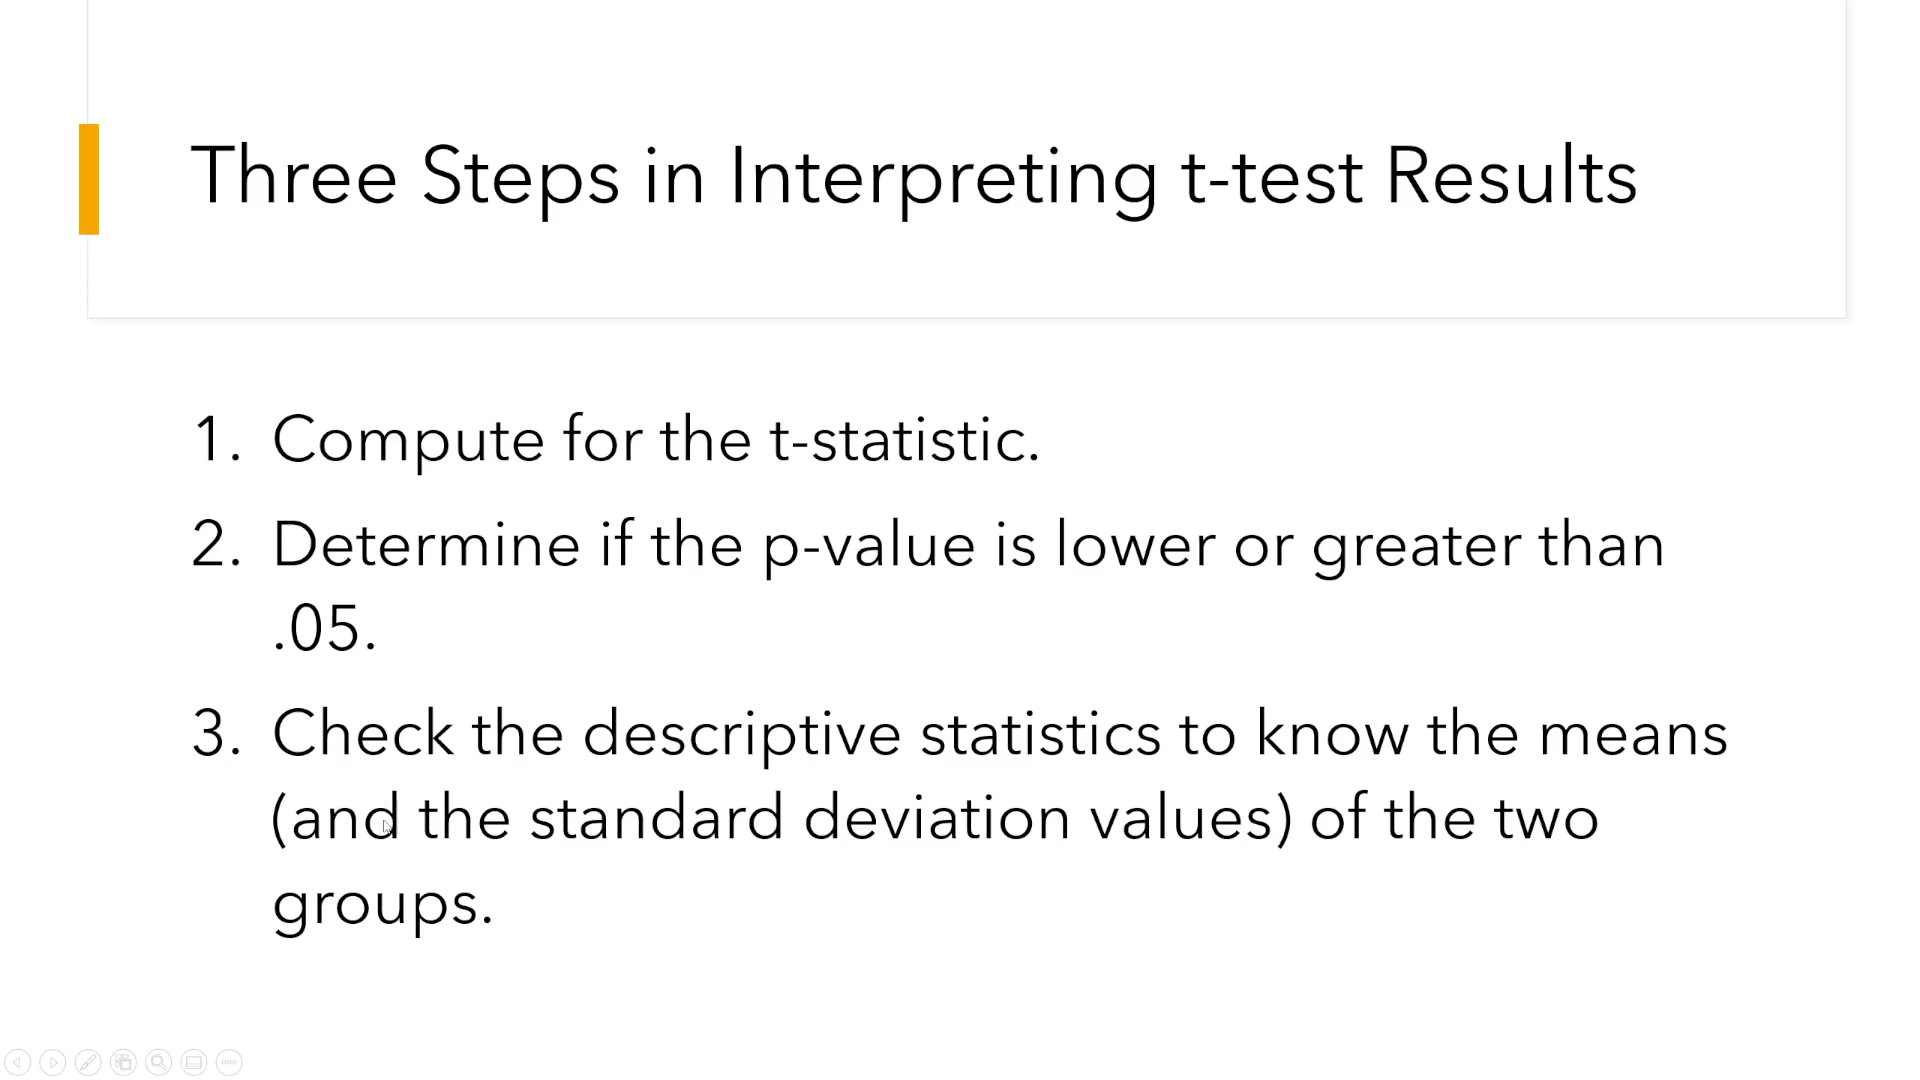 Three Steps in Interpreting t-test Results
1. Compute for the t-statistic.
2. Determine if the p-value is lower or greater than
.05.
3. Check the descriptive statistics to know the means
(and the standard deviation values) of the two
groups.